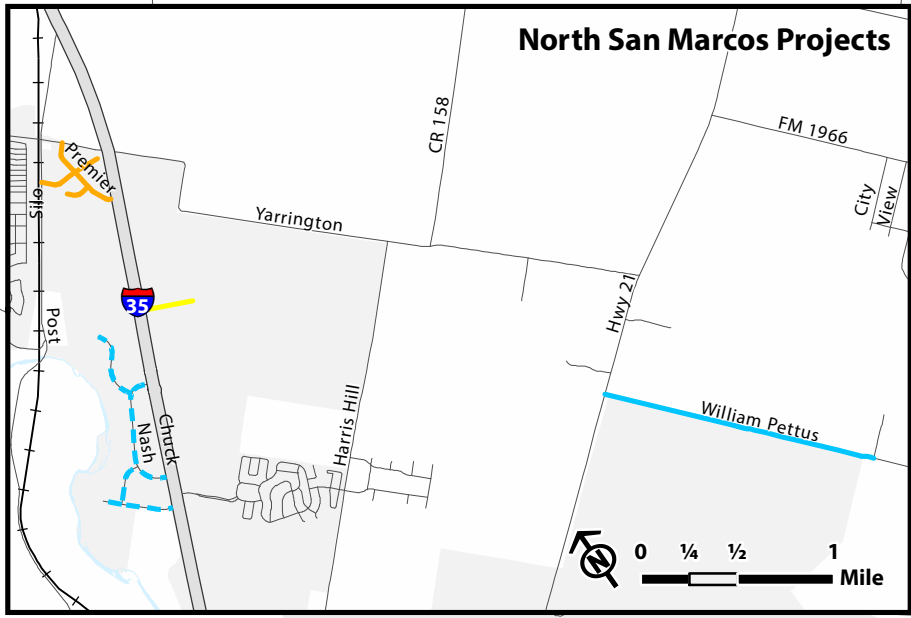 North San Marcos Projects
CR 158
FM 1966
Premier
City
View
Silo
Yarrington
35
Hwy 21
Post
Chuck
Nash
Harris Hill
William Pettus
N
0 ¼ ½ 1
Mile